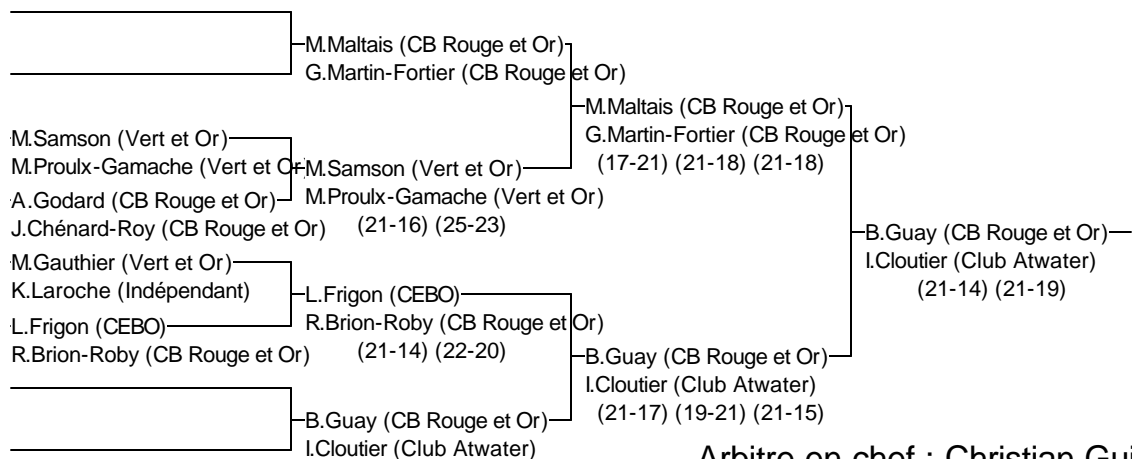 M.Maltais (CB Rouge et Or)
G.Martin-Fortier (CB Rouge et Or)
M.Maltais (CB Rouge et Or)
G.Martin-Fortier (CB Rouge et Or)
(17-21) (21-18) (21-18)
M.Samson (Vert et Or)
M.Proulx-Gamache (Vert et Or)
M.Samson (Vert et Or)
M.Proulx-Gamache (Vert et Or)
(21-16) (25-23)
A.Godard (CB Rouge et Or)
J.Chénard-Roy (CB Rouge et Or)
B.Guay (CB Rouge et Or)
I.Cloutier (Club Atwater)
(21-14) (21-19)
M.Gauthier (Vert et Or)
K.Laroche (Indépendant)
L.Frigon (CEBO)
R.Brion-Roby (CB Rouge et Or)
(21-14) (22-20)
L.Frigon (CEBO)
R.Brion-Roby (CB Rouge et Or)
B.Guay (CB Rouge et Or)
I.Cloutier (Club Atwater)
(21-17) (19-21) (21-15)
B.Guay (CB Rouge et Or)
I.Cloutier (Club Atwater)
Arbitre en chef : Christian Gui